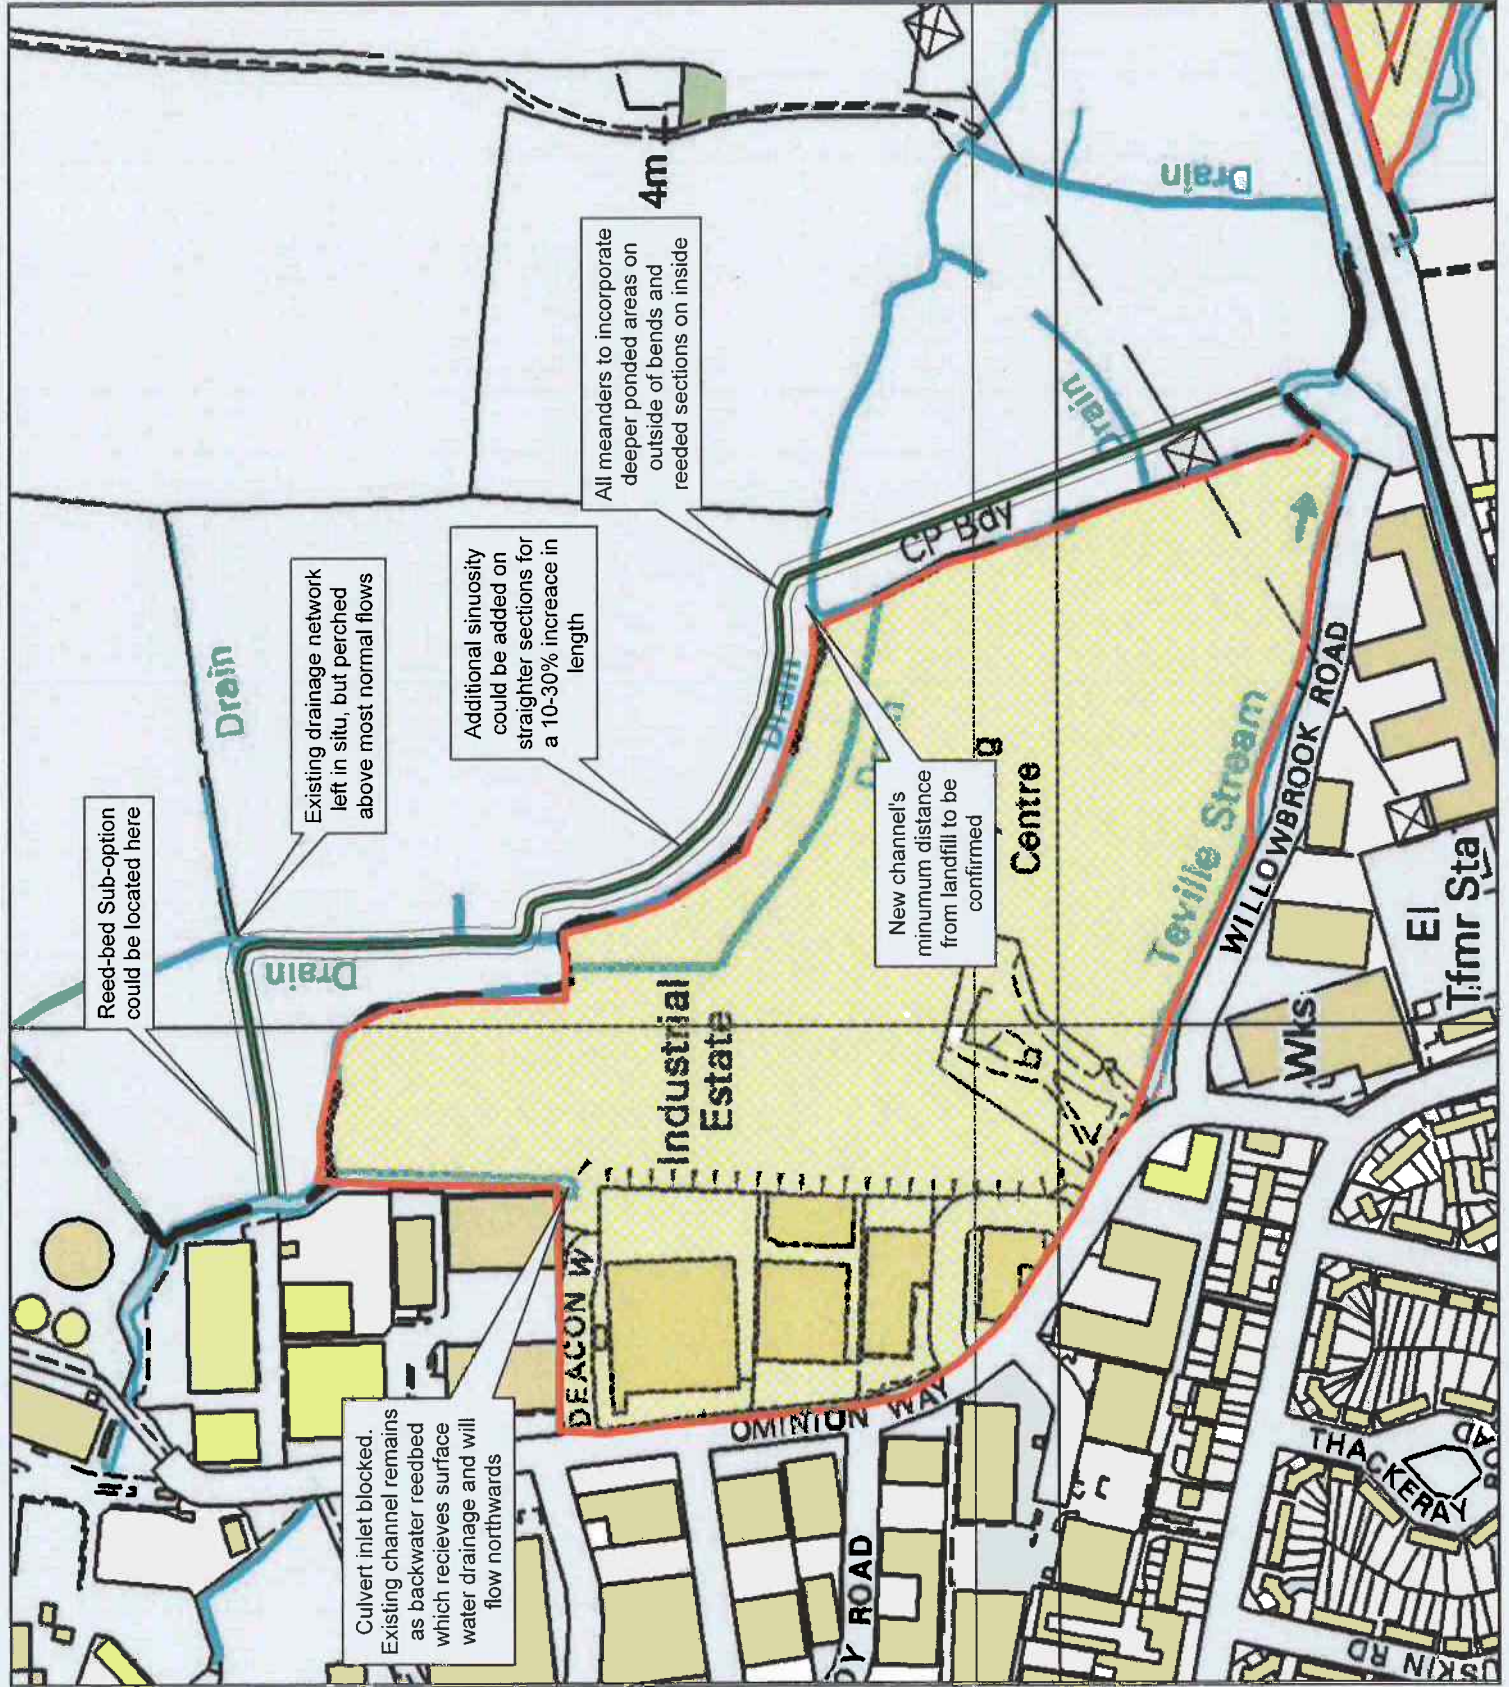 Reed-bed Sub-option
could be located here
Existing drainage network
left in situ, but perched
above most normal flows
Additional sinuosity
could be added on
straighter sections for
a 10-30% increace in
length
All meanders to incorporate
deeper ponded areas on
outside of bends and
reeded sections on inside
New channel's
minumum distance
from landfill to be
confirmed
Culvert inlet blocked.
Existing channel remains
as backwater reedbed
which recieves surface
water drainage and will
flow northwards
Drain
Drain
Drain
Drain
Drain
4m
CP Bdy
Industrial
Estate
g
Centre
Teville Stream
WILLOWBROOK ROAD
DEACON W
OMINION WAY
DY ROAD
Wks
El
Tfmr Sta
THACKERAY
ROAD
USKIN RD